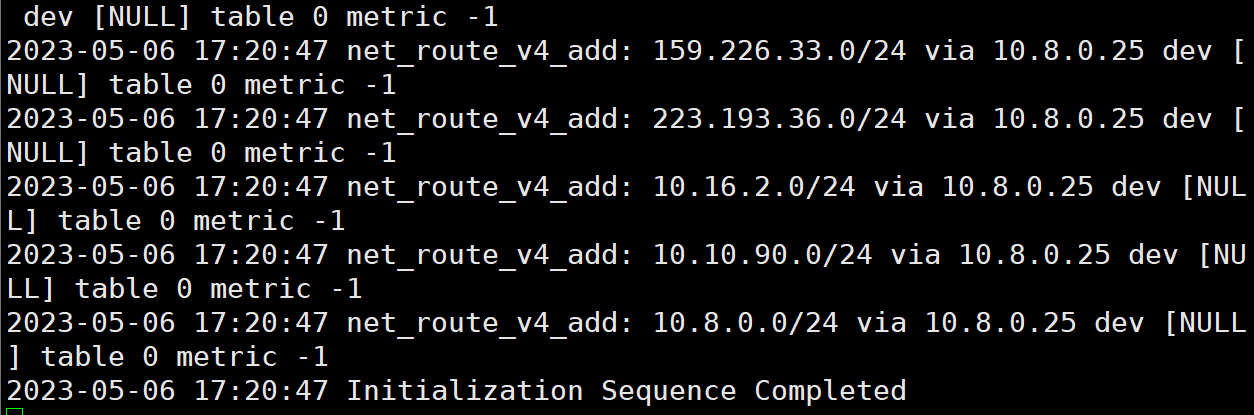 dev [NULL] table 0 metric -1
2023-05-06 17:20:47 net_route_v4_add: 159.226.33.0/24 via 10.8.0.25 dev [
NULL] table 0 metric -1
2023-05-06 17:20:47 net_route_v4_add: 223.193.36.0/24 via 10.8.0.25 dev [
NULL] table 0 metric -1
2023-05-06 17:20:47 net_route_v4_add: 10.16.2.0/24 via 10.8.0.25 dev [NUL
L] table 0 metric -1
2023-05-06 17:20:47 net_route_v4_add: 10.10.90.0/24 via 10.8.0.25 dev [NU
LL] table 0 metric -1
2023-05-06 17:20:47 net_route_v4_add: 10.8.0.0/24 via 10.8.0.25 dev [NULL
] table 0 metric -1
2023-05-06 17:20:47 Initialization Sequence Completed